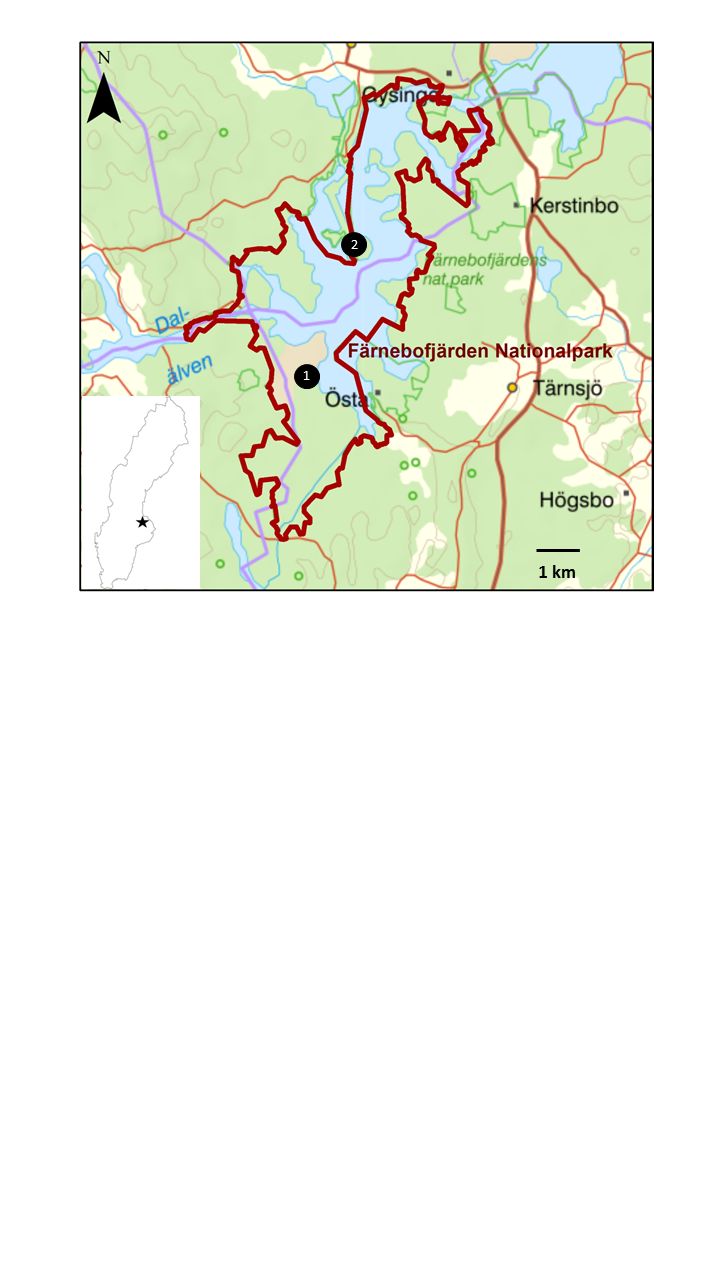 N
Gysinge
Kerstinbo
2
Färnebofjärdens
nat.park
Dal-
älven
Färnebofjärden Nationalpark
1
Östa
Tärnsjö
Högsbo
1 km